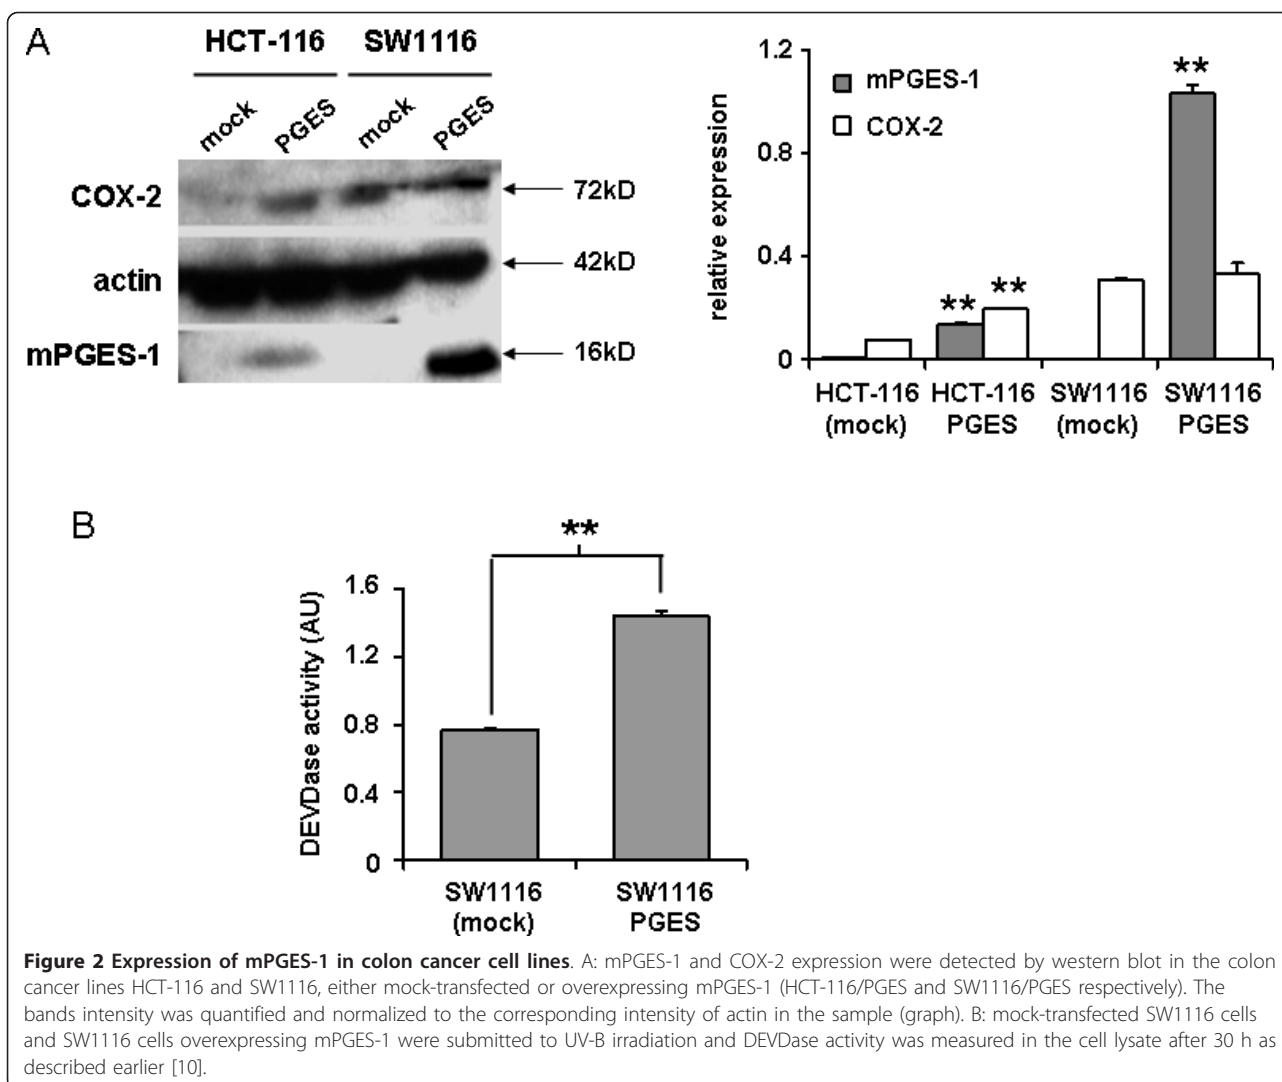 A
HCT-116 SW1116
mock PGES mock PGES
COX-2 72kD
actin 42kD
mPGES-1 16kD
relative expression
1.2
0.8
0.4
0
mPGES-1
COX-2
**
** **
HCT-116 HCT-116 SW1116 SW1116
(mock) PGES (mock) PGES
B
**
DEVDase activity (AU)
1.6
1.2
0.8
0.4
0
SW1116 SW1116
(mock) PGES
Figure 2 Expression of mPGES-1 in colon cancer cell lines. A: mPGES-1 and COX-2 expression were detected by western blot in the colon
cancer lines HCT-116 and SW1116, either mock-transfected or overexpressing mPGES-1 (HCT-116/PGES and SW1116/PGES respectively). The
bands intensity was quantified and normalized to the corresponding intensity of actin in the sample (graph). B: mock-transfected SW1116 cells
and SW1116 cells overexpressing mPGES-1 were submitted to UV-B irradiation and DEVDase activity was measured in the cell lysate after 30 h as
described earlier [10].